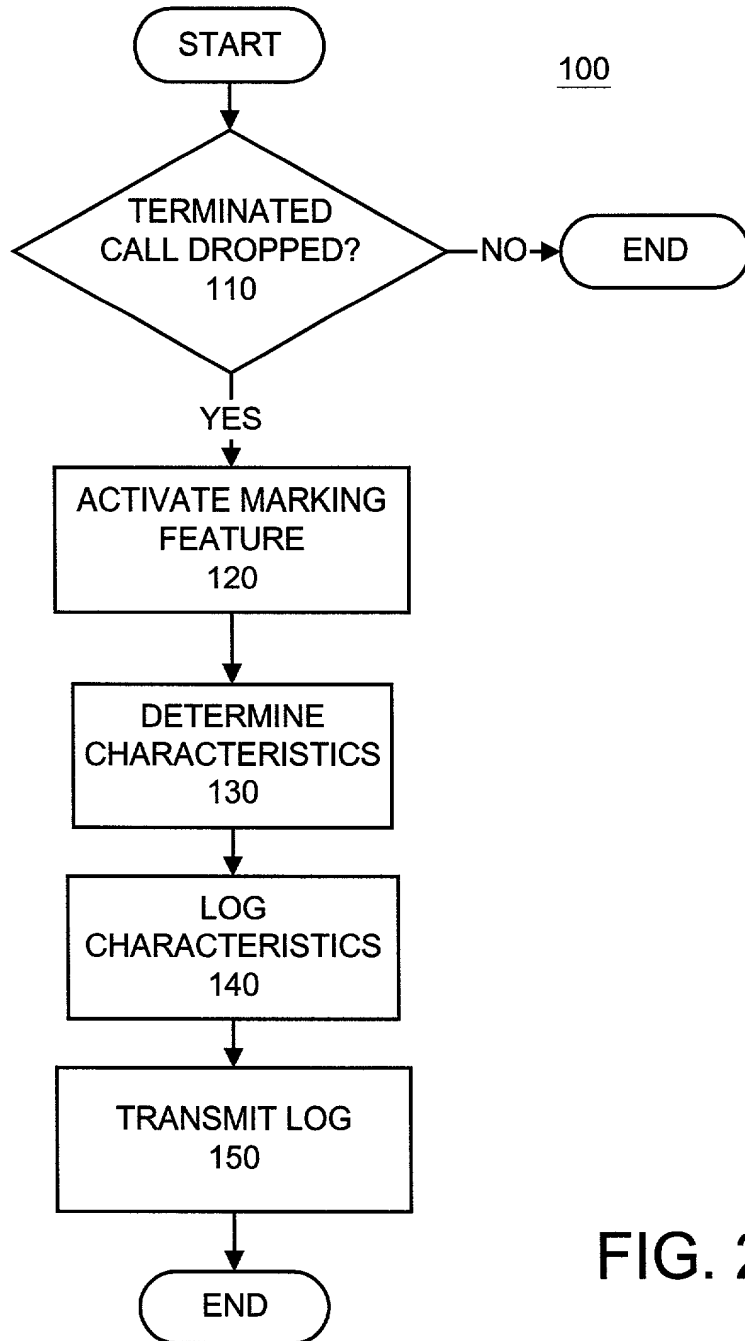 START
100
TERMINATED
CALL DROPPED?
110
NO
END
YES
ACTIVATE MARKING
FEATURE
120
DETERMINE
CHARACTERISTICS
130
LOG
CHARACTERISTICS
140
TRANSMIT LOG
150
END
FIG. 2